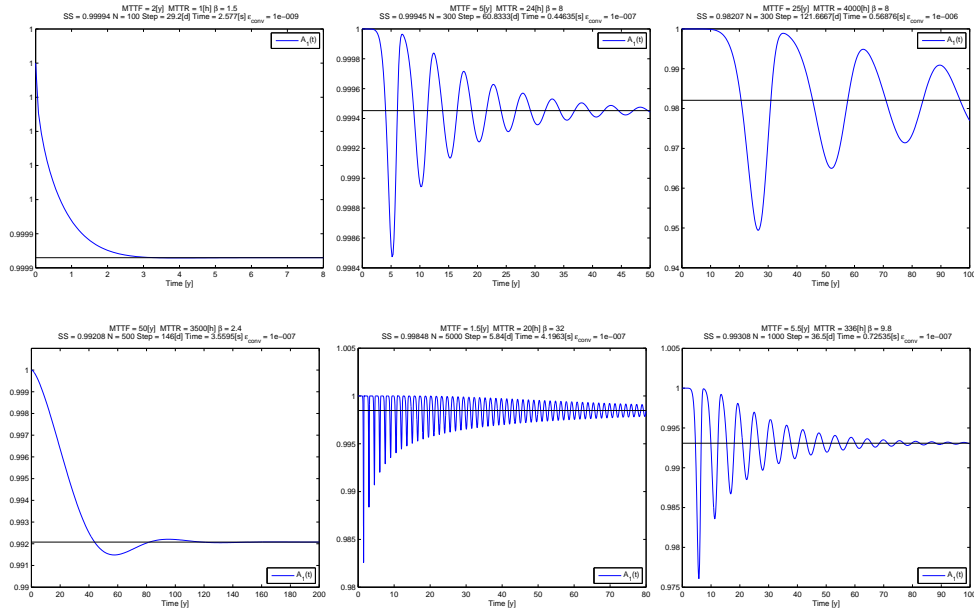 MTTF = 2[y] MTTR = 1[h] β = 1.5
SS = 0.99994 N = 100 Step = 29.2[d] Time = 2.577[s] ε_conv = 1e-009
1
1
1
1
1
0.9999
0.9999
0 1 2 3 4 5 6 7 8
Time [y]
A_1(t)
MTTF = 5[y] MTTR = 24[h] β = 8
SS = 0.99945 N = 300 Step = 60.8333[d] Time = 0.44635[s] ε_conv = 1e-007
1
0.9998
0.9996
0.9994
0.9992
0.999
0.9988
0.9986
0.9984
0 5 10 15 20 25 30 35 40 45 50
Time [y]
A_1(t)
MTTF = 25[y] MTTR = 4000[h] β = 8
SS = 0.98207 N = 300 Step = 121.6667[d] Time = 0.56876[s] ε_conv = 1e-006
1
0.99
0.98
0.97
0.96
0.95
0.94
0 10 20 30 40 50 60 70 80 90 100
Time [y]
A_1(t)
MTTF = 50[y] MTTR = 3500[h] β = 2.4
SS = 0.99208 N = 500 Step = 146[d] Time = 3.5595[s] ε_conv = 1e-007
1
0.999
0.998
0.997
0.996
0.995
0.994
0.993
0.992
0.991
0.99
0 20 40 60 80 100 120 140 160 180 200
Time [y]
A_1(t)
MTTF = 1.5[y] MTTR = 20[h] β = 32
SS = 0.99848 N = 5000 Step = 5.84[d] Time = 4.1963[s] ε_conv = 1e-007
1.005
1
0.995
0.99
0.985
0.98
0 10 20 30 40 50 60 70 80
Time [y]
A_1(t)
MTTF = 5.5[y] MTTR = 336[h] β = 9.8
SS = 0.99308 N = 1000 Step = 36.5[d] Time = 0.72535[s] ε_conv = 1e-007
1.005
1
0.995
0.99
0.985
0.98
0.975
0 10 20 30 40 50 60 70 80 90 100
Time [y]
A_1(t)